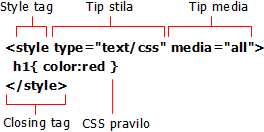 Style tag Tip stila Tip media
<style type="text/css" media="all">
h1{ color:red }
</style>
Closing tag CSS pravilo